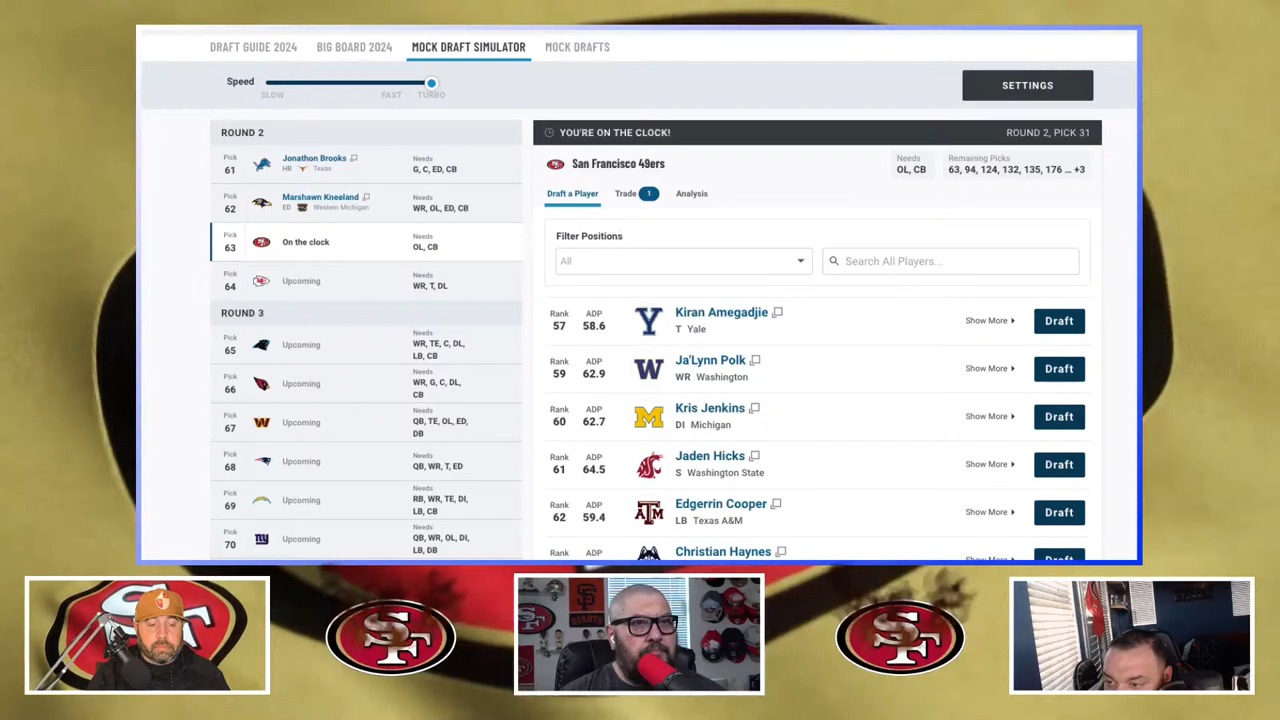 DRAFT GUIDE 2024 BIG BOARD 2024 MOCK DRAFT SIMULATOR MOCK DRAFTS
Speed
SLOW FAST TURBO
SETTINGS
ROUND 2
Pick 61 Jonathon Brooks HB Texas Needs G, C, ED, CB
Pick 62 Marshawn Kneeland ED Western Michigan Needs WR, OL, ED, CB
Pick 63 On the clock Needs OL, CB
Pick 64 Upcoming Needs WR, T, DL
ROUND 3
Pick 65 Upcoming Needs WR, TE, C, DL, LB, CB
Pick 66 Upcoming Needs WR, G, C, DL, CB
Pick 67 Upcoming Needs QB, TE, OL, ED, DB
Pick 68 Upcoming Needs QB, WR, T, ED
Pick 69 Upcoming Needs RB, WR, TE, DI, LB, CB
Pick 70 Upcoming Needs QB, WR, OL, DI, LB, DB
YOU'RE ON THE CLOCK! ROUND 2, PICK 31
San Francisco 49ers
Needs OL, CB
Remaining Picks 63, 94, 124, 132, 135, 176 ... +3
Draft a Player Trade 1 Analysis
Filter Positions
All
Search All Players...
Rank 57 ADP 58.6 Y Kiran Amegadjie T Yale Show More Draft
Rank 59 ADP 62.9 W Ja'Lynn Polk WR Washington Show More Draft
Rank 60 ADP 62.7 M Kris Jenkins DI Michigan Show More Draft
Rank 61 ADP 64.5 Jaden Hicks S Washington State Show More Draft
Rank 62 ADP 59.4 ATM Edgerrin Cooper LB Texas A&M Show More Draft
Rank ADP Christian Haynes Show More Draft
SF
SF
SF
SF
GIANTS